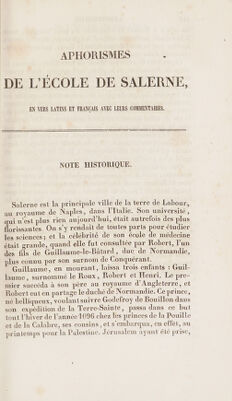 APHORISMES
DE L'ÉCOLE DE SALERNE,
EN VERS LATINS ET FRANÇAIS AVEC LEURS COMMENTAIRES.
NOTE HISTORIQUE.
Salerne est la principale ville de la terre de Labour,
au royaume de Naples, dans l'Italie. Son université,
qui n'est plus rien aujourd'hui, était autrefois des plus
florissantes. On s'y rendait de toutes parts pour étudier
les sciences; et la célébrité de son école de médecine
était grande, quand elle fut consultée par Robert, l'un
des fils de Guillaume-le-Bâtard, duc de Normandie,
plus connu par son surnom de Conquérant.
Guillaume, en mourant, laissa trois enfants: Guil-
laume, surnommé le Roux, Robert et Henri. Le pre-
mier succéda à son père au royaume d'Angleterre, et
Robert eut en partage le duché de Normandie. Ce prince,
né belliqueux, voulant suivre Godefroy de Bouillon dans
son expédition de la Terre-Sainte, passa dans ce but
tout l'hiver de l'année 1096 chez les princes de la Pouille
et de la Calabre, ses cousins, et s'embarqua, en effet, au
printemps pour la Palestine. Jérusalem ayant été prise,